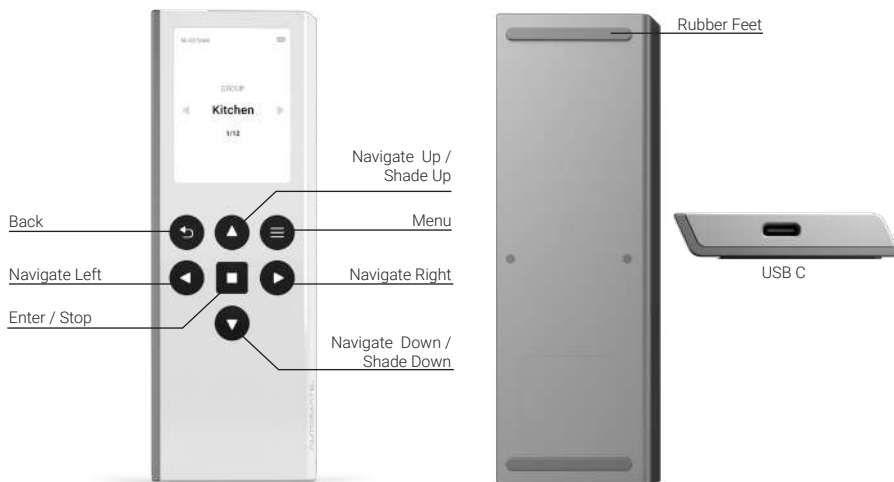 GROUP
Kitchen
1/12
Navigate Up /
Shade Up
Back
Menu
Navigate Left
Navigate Right
Enter / Stop
Navigate Down /
Shade Down
AUTOMATE
Rubber Feet
USB C